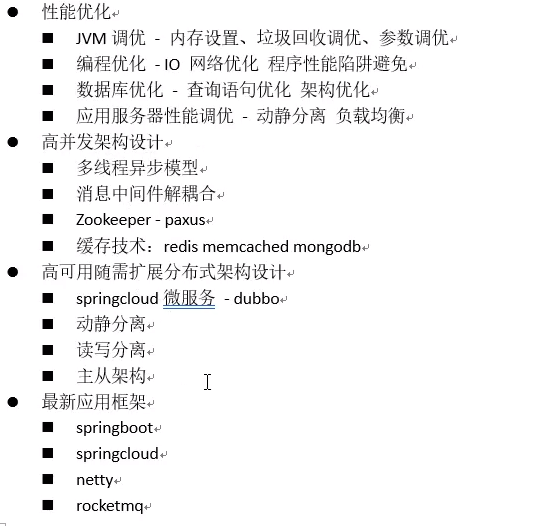 性能优化
JVM 调优 - 内存设置、垃圾回收调优、参数调优
编程优化 - IO 网络优化 程序性能陷阱避免
数据库优化 - 查询语句优化 架构优化
应用服务器性能调优 - 动静分离 负载均衡
高并发架构设计
多线程异步模型
消息中间件解耦合
Zookeeper - paxus
缓存技术：redis memcached mongodb
高可用随需扩展分布式架构设计
springcloud 微服务 - dubbo
动静分离
读写分离
主从架构
最新应用框架
springboot
springcloud
netty
rocketmq